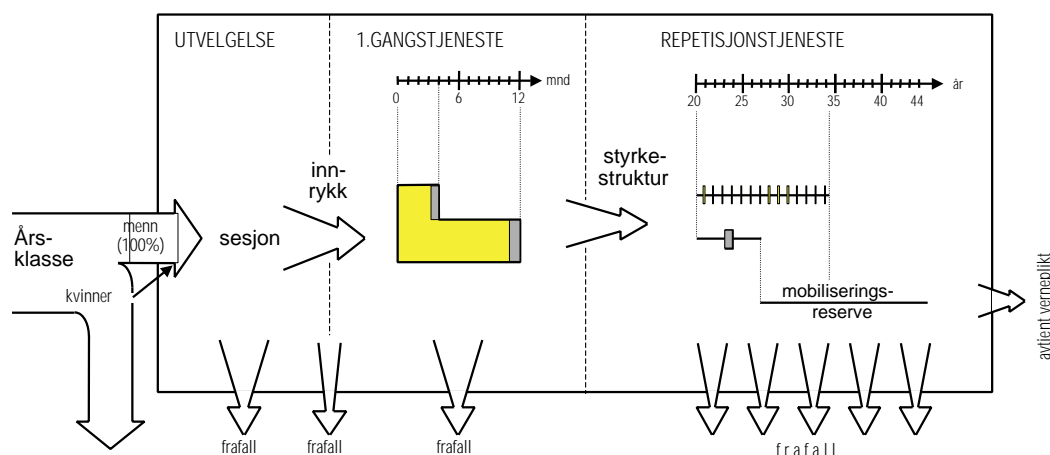 UTVELGELSE
1.GANGSTJENESTE
REPETISJONSTJENESTE
mnd
0 6 12
år
20 25 30 35 40 44
inn-
rykk
styrke-
struktur
Års-
klasse
menn
(100%)
sesjon
kvinner
mobiliserings-
reserve
avtjent verneplikt
frafall
frafall
frafall
frafall